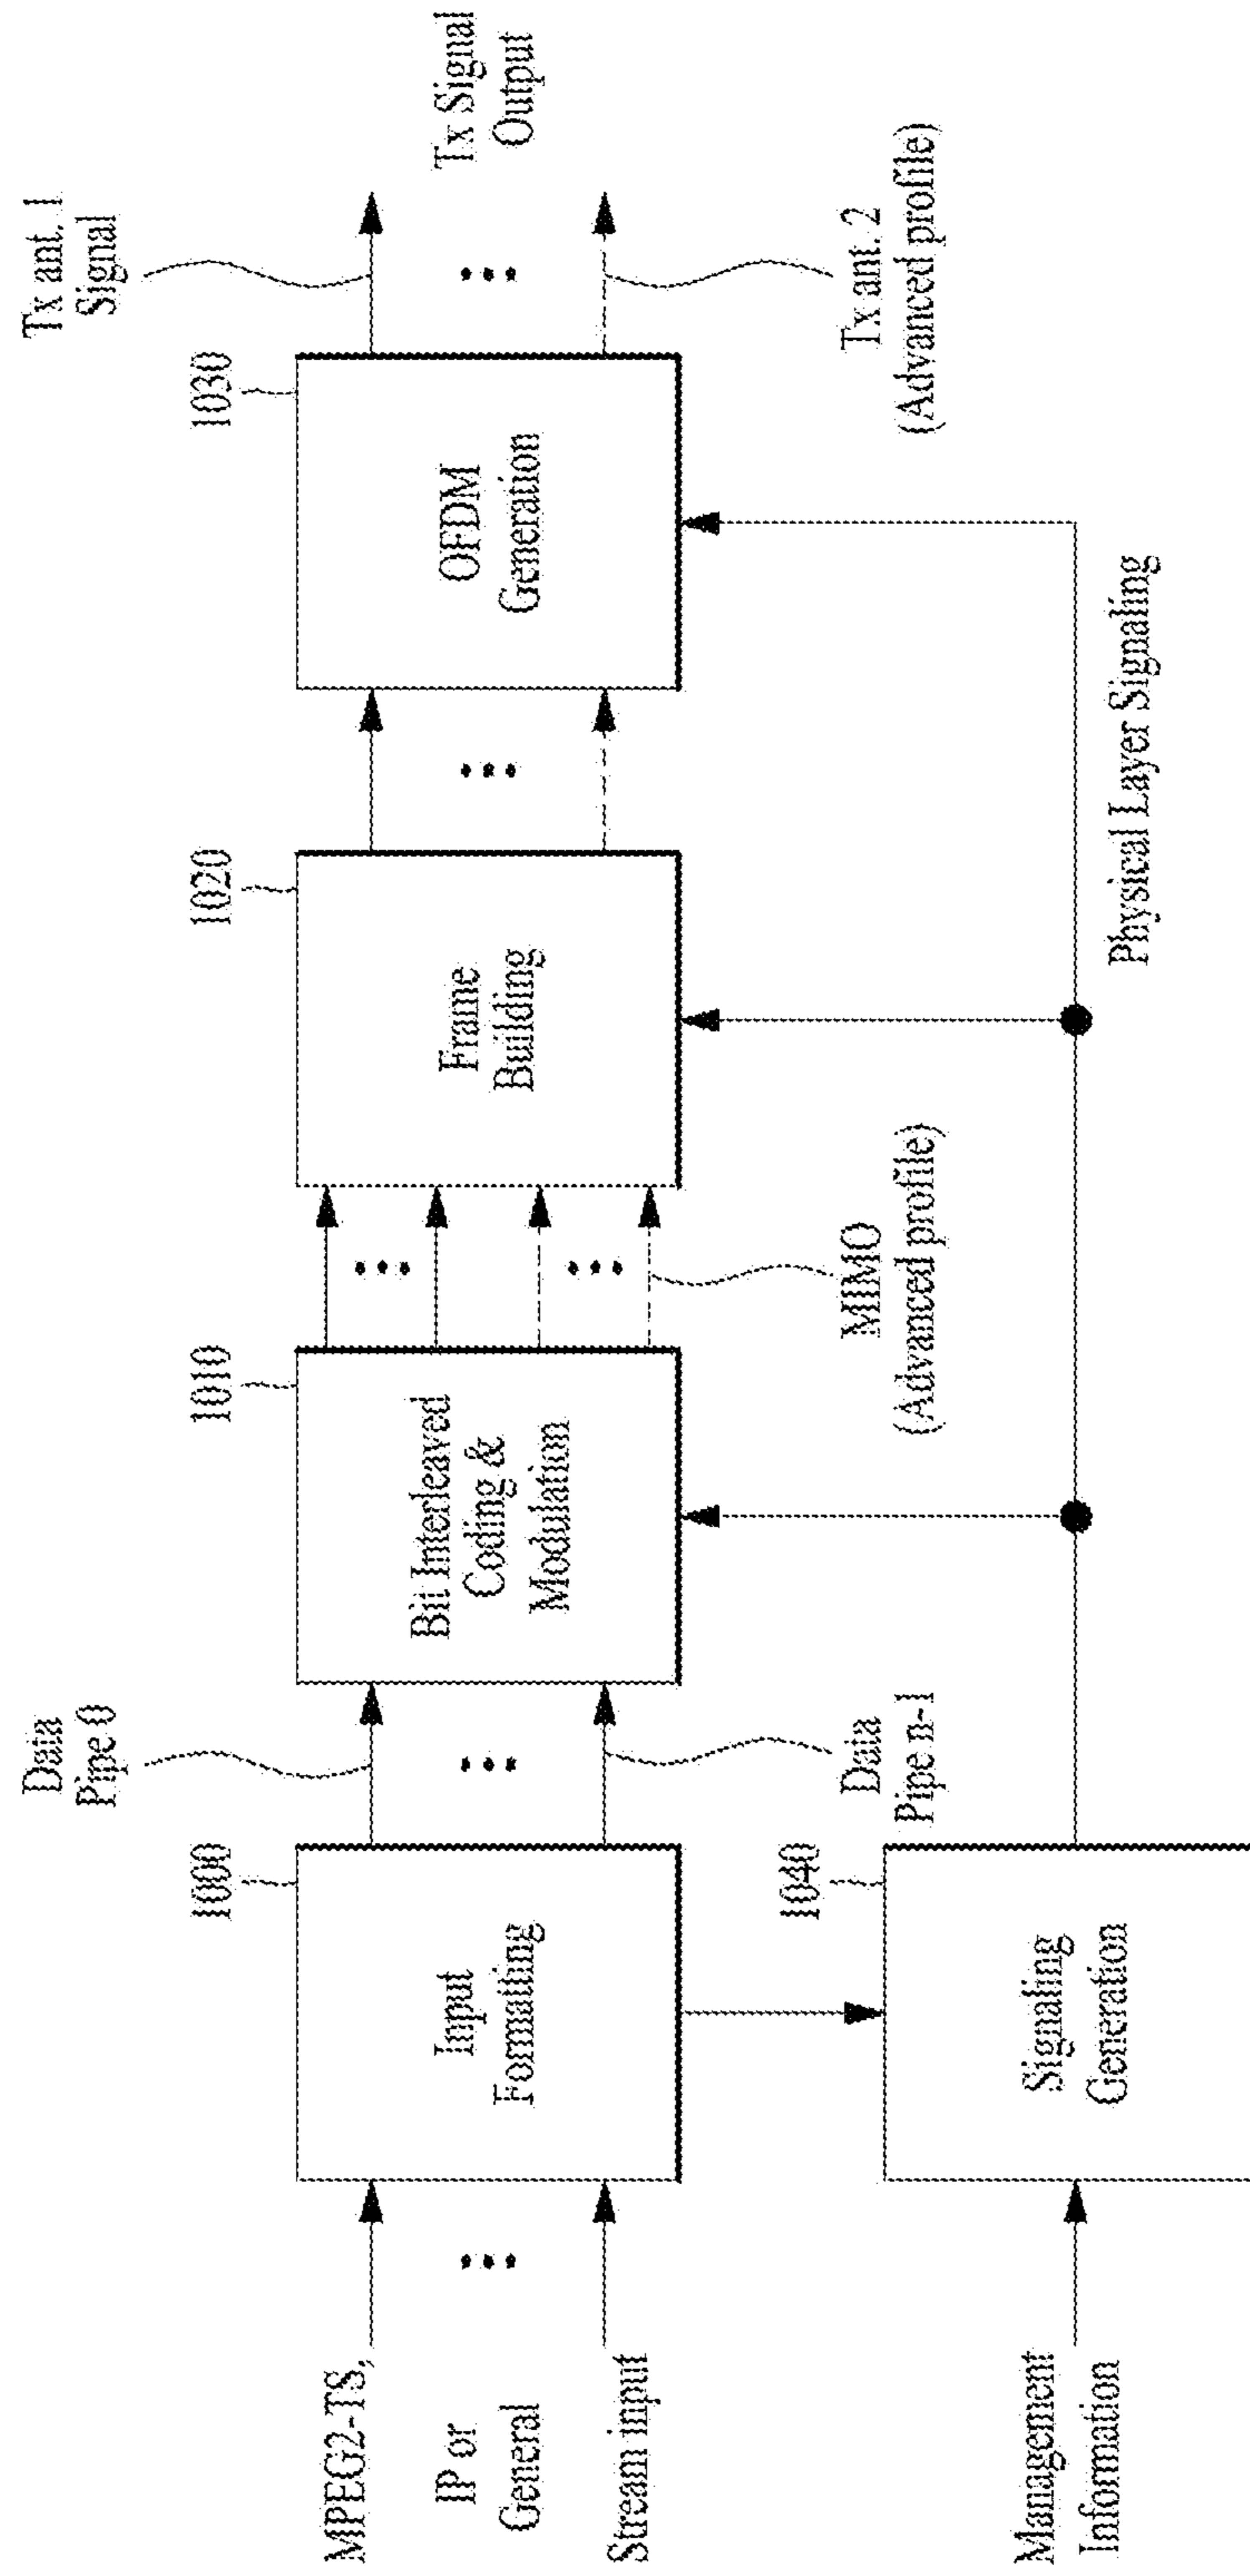 Tx ant. 1
Signal
Tx Signal
Output
Tx ant. 2
(Advanced profile)
1030
OFDM
Generation
1020
Frame
Building
Physical Layer Signaling
MIMO
(Advanced profile)
1010
Bit Interleaved
Coding &
Modulation
Data
Pipe 0
Data
Pipe n-1
1000
Input
Formatting
1040
Signaling
Generation
MPEG2-TS,
IP or
General
Stream input
Management
Information